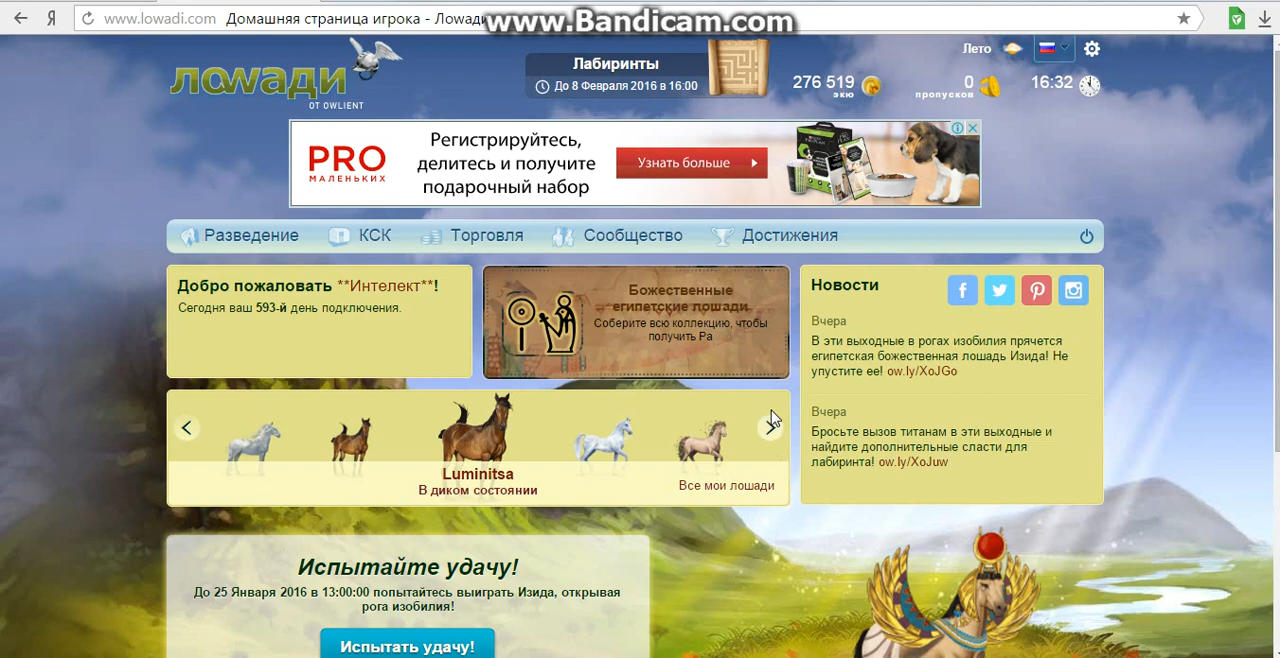 www.lowadi.com Домашняя страница игрока - Ловади
www.Bandicam.com
ловади
ОТ OWLIENT
Лабиринты
До 8 Февраля 2016 в 16:00
Лето
276 519
экю
0
пропусков
16:32
PRO
МАЛЕНЬКИХ
Регистрируйтесь,
делитесь и получите
подарочный набор
Узнать больше
Разведение
КСК
Торговля
Сообщество
Достижения
Добро пожаловать **Интелект**!
Сегодня ваш 593-й день подключения.
Божественные
египетские лошади
Соберите всю коллекцию, чтобы
получить Ра
Новости
Вчера
В эти выходные в рогах изобилия прячется
египетская божественная лошадь Изида! Не
упустите ее! ow.ly/XoJGo
Вчера
Бросьте вызов титанам в эти выходные и
найдите дополнительные сласти для
лабиринта! ow.ly/XoJuw
Luminitsa
В диком состоянии
Все мои лошади
Испытайте удачу!
До 25 Января 2016 в 13:00:00 попытайтесь выиграть Изида, открывая
рога изобилия!
Испытать удачу!